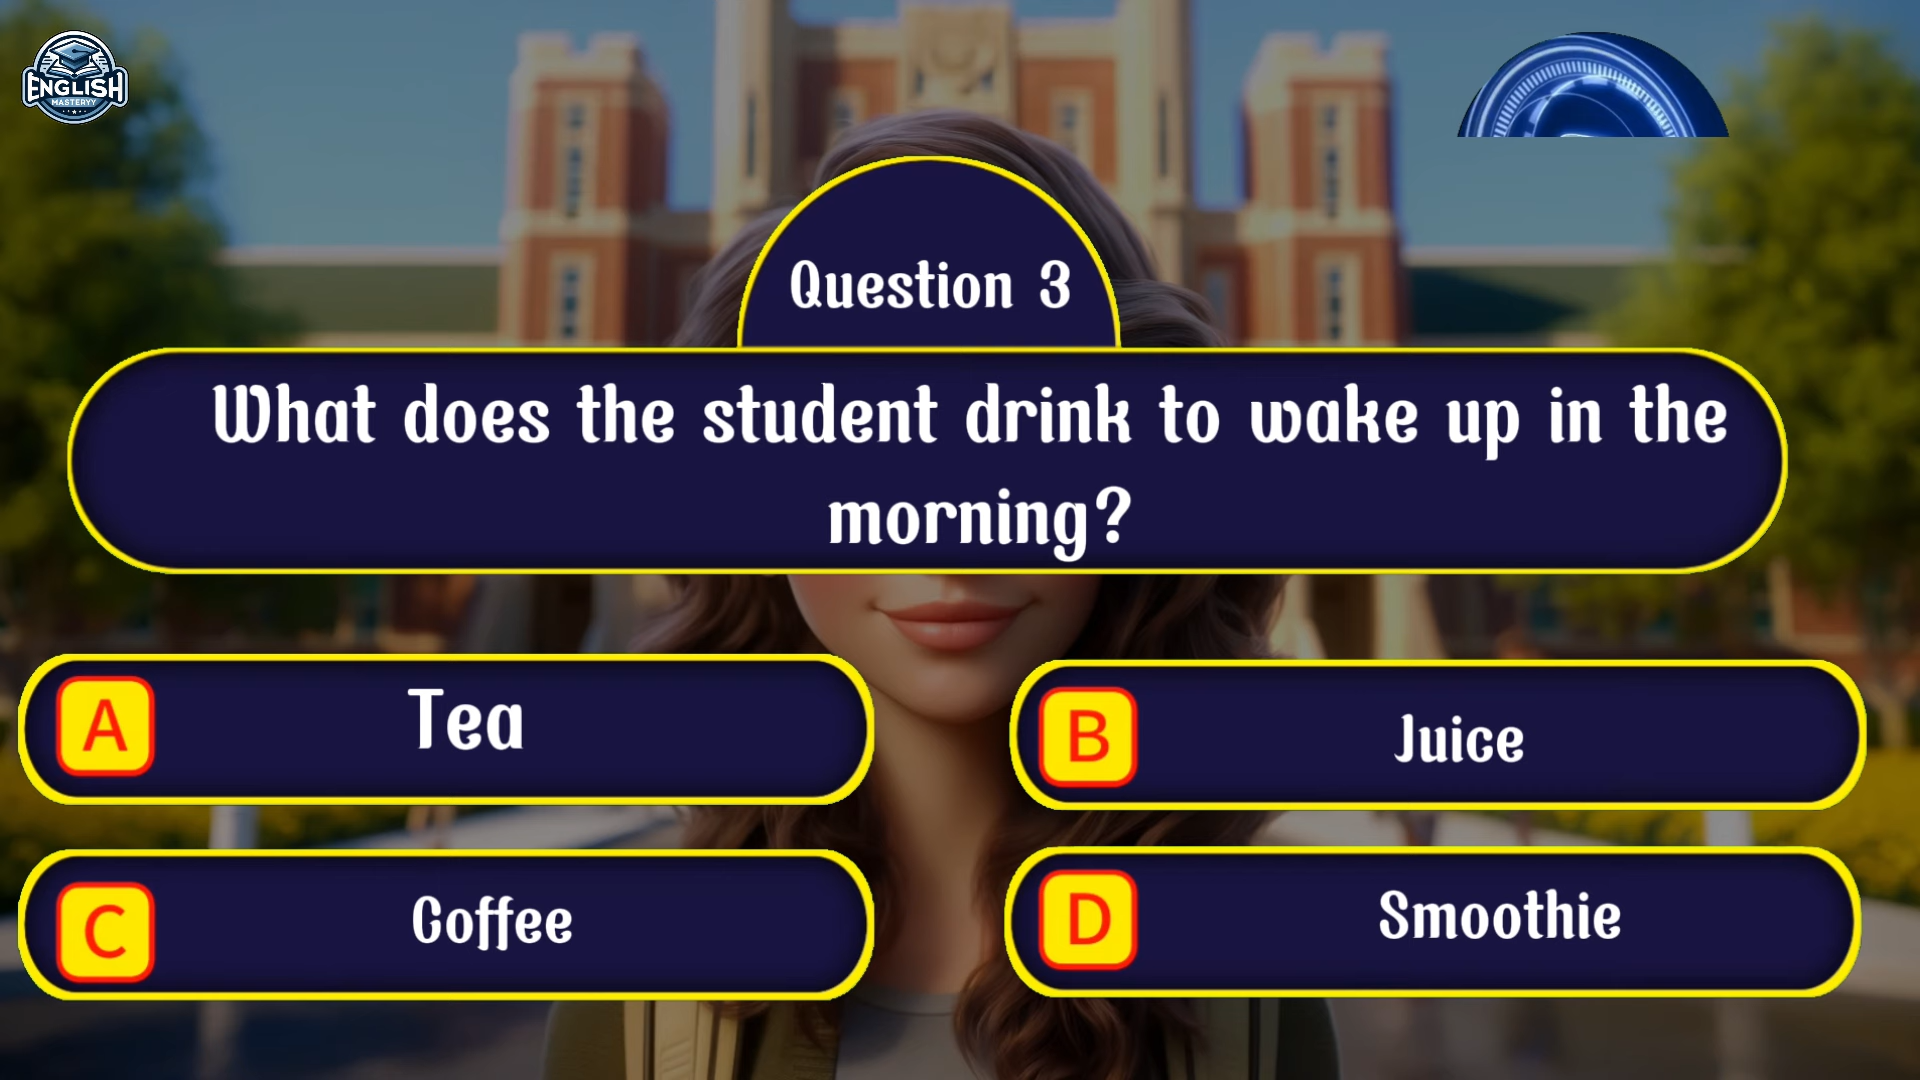 ENGLISH
MASTERYY
Question 3
What does the student drink to wake up in the
morning?
A Tea
B Juice
C Coffee
D Smoothie